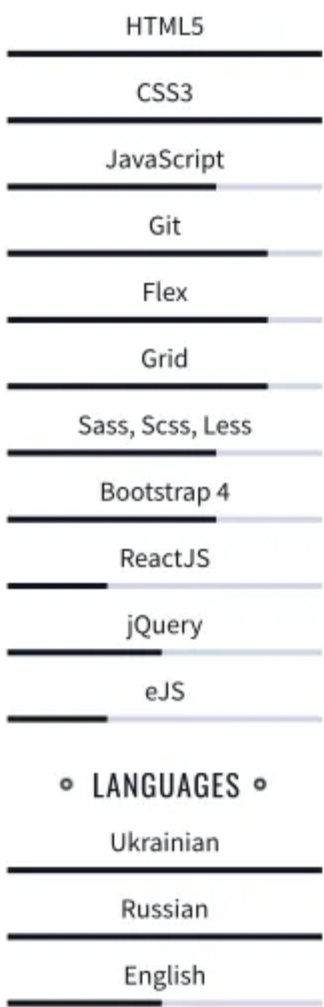 HTML5
CSS3
JavaScript
Git
Flex
Grid
Sass, Scss, Less
Bootstrap 4
ReactJS
jQuery
eJS
LANGUAGES
Ukrainian
Russian
English